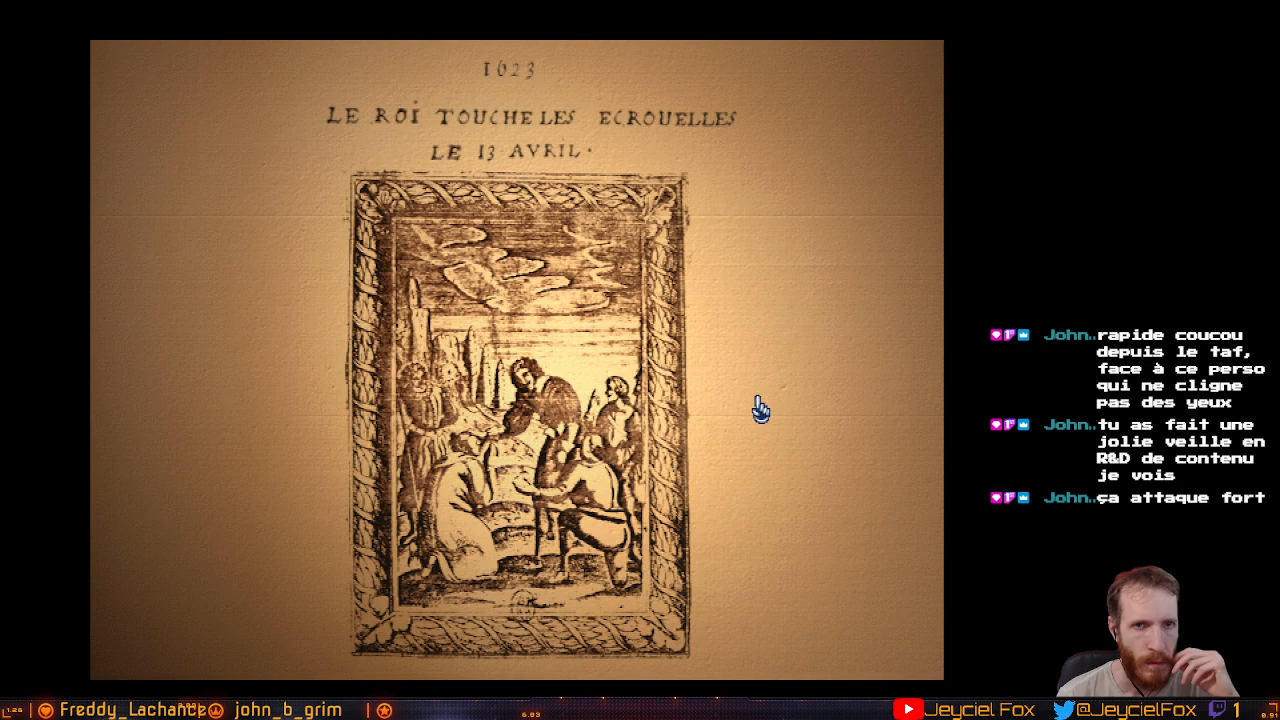 1623
LE ROI TOUCHE LES ECROUELLES
LE 13 AVRIL.
John..rapide coucou
depuis le taf,
face à ce perso
qui ne cligne
pas des yeux
John..tu as fait une
jolie veille en
R&D de contenu
je vois
John..ça attaque fort
Freddy_Lachance
john_b_grim
Jeyciel Fox
@JeycielFox
1